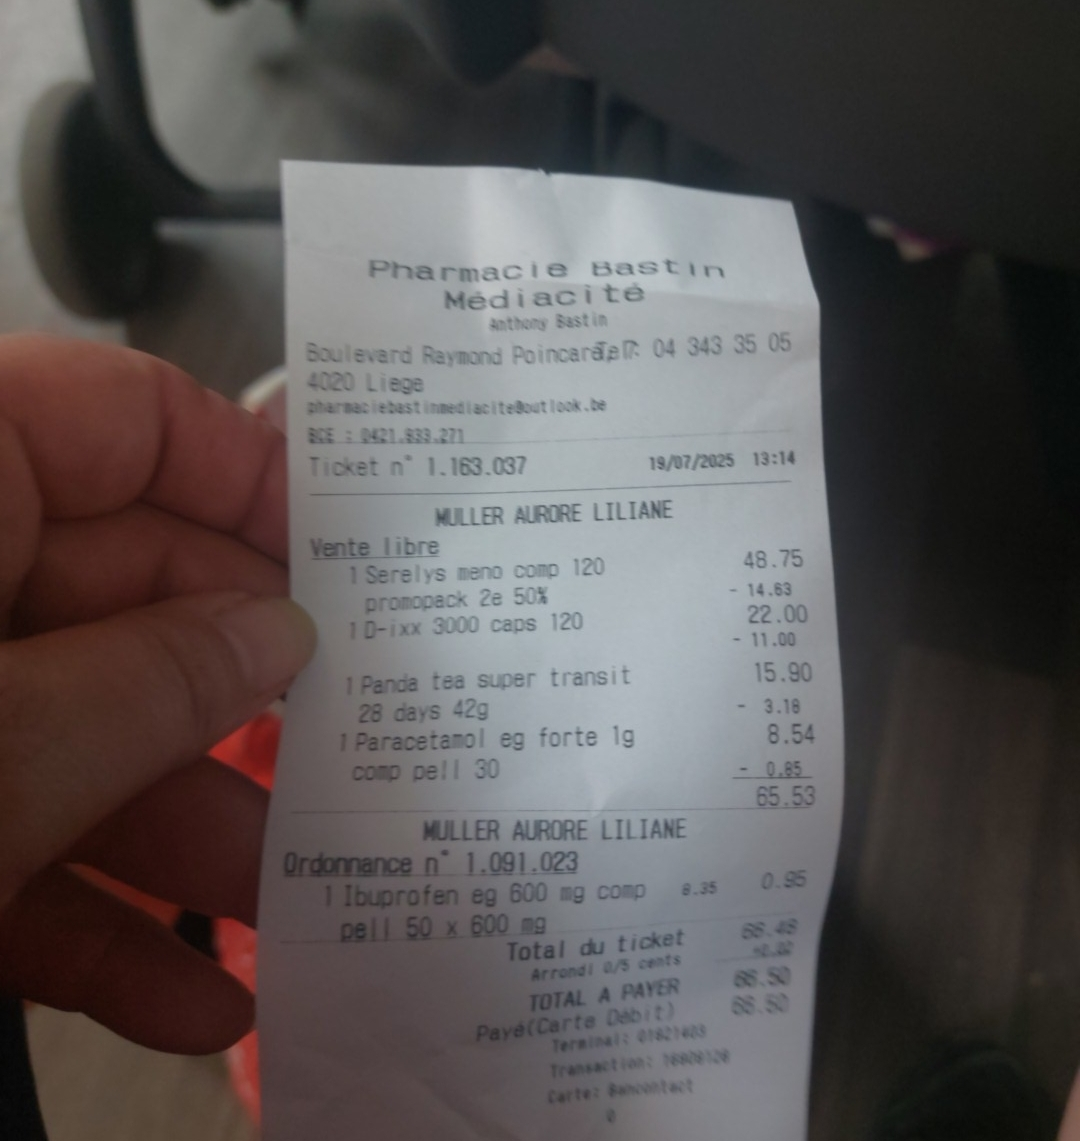 Pharmacie Bastin
Médiacité
Anthony Bastin
Boulevard Raymond Poincaré 7 Tel: 04 343 35 05
4020 Liege
pharmaciebastinmediacite@outlook.be
BCE : 0421.933.271
Ticket n° 1.163.037 19/07/2025 13:14
MULLER AURORE LILIANE
Vente libre
1 Serelys meno comp 120 48.75
promopack 2e 50% - 14.63
1 D-ixx 3000 caps 120 22.00
- 11.00
1 Panda tea super transit 15.90
28 days 42g - 3.18
1 Paracetamol eg forte 1g 8.54
comp pell 30 - 0.85
65.53
MULLER AURORE LILIANE
Ordonnance n° 1.091.023
1 Ibuprofen eg 600 mg comp 8.35 0.95
pell 50 x 600 mg
Total du ticket 66.48
Arrondi 0/5 cents +0.02
TOTAL A PAYER 66.50
Payé(Carte Débit) 66.50
Terminal:
Transaction:
Carte: Bancontact